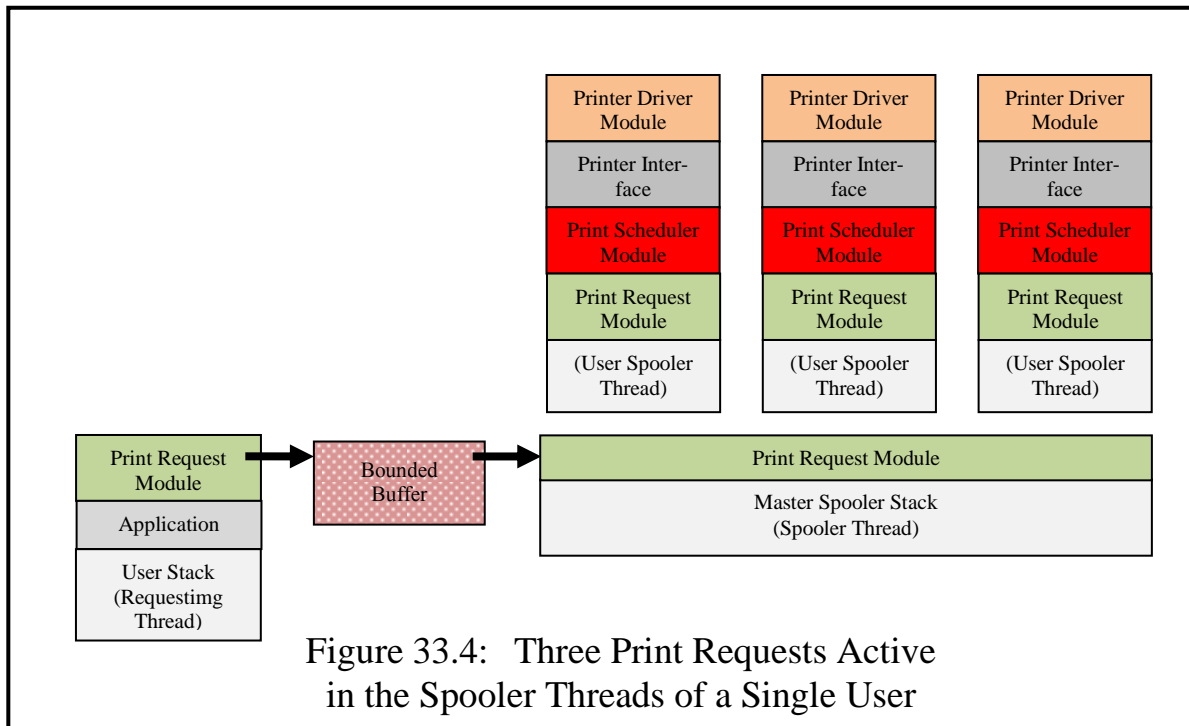 Printer Driver
Module
Printer Inter-
face
Print Scheduler
Module
Print Request
Module
(User Spooler
Thread)
Printer Driver
Module
Printer Inter-
face
Print Scheduler
Module
Print Request
Module
(User Spooler
Thread)
Printer Driver
Module
Printer Inter-
face
Print Scheduler
Module
Print Request
Module
(User Spooler
Thread)
Print Request
Module
Application
User Stack
(Requestimg
Thread)
Bounded
Buffer
Print Request Module
Master Spooler Stack
(Spooler Thread)
Figure 33.4: Three Print Requests Active
in the Spooler Threads of a Single User